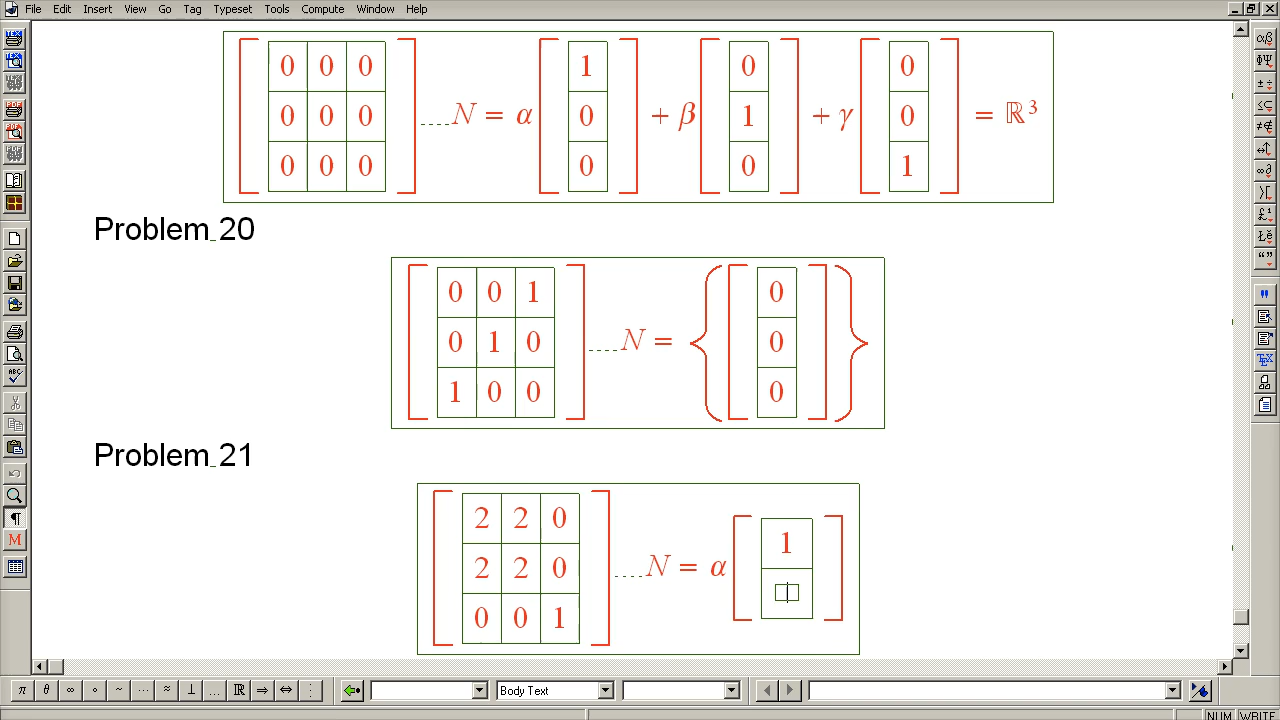 File Edit Insert View Go Tag Typeset Tools Compute Window Help
[ 0 0 0
0 0 0
0 0 0 ] ....N = α [ 1
0
0 ] + β [ 0
1
0 ] + γ [ 0
0
1 ] = ℝ³
Problem 20
[ 0 0 1
0 1 0
1 0 0 ] ....N = { [ 0
0
0 ] }
Problem 21
[ 2 2 0
2 2 0
0 0 1 ] ....N = α [ 1
]
Body Text
NUM WRITE